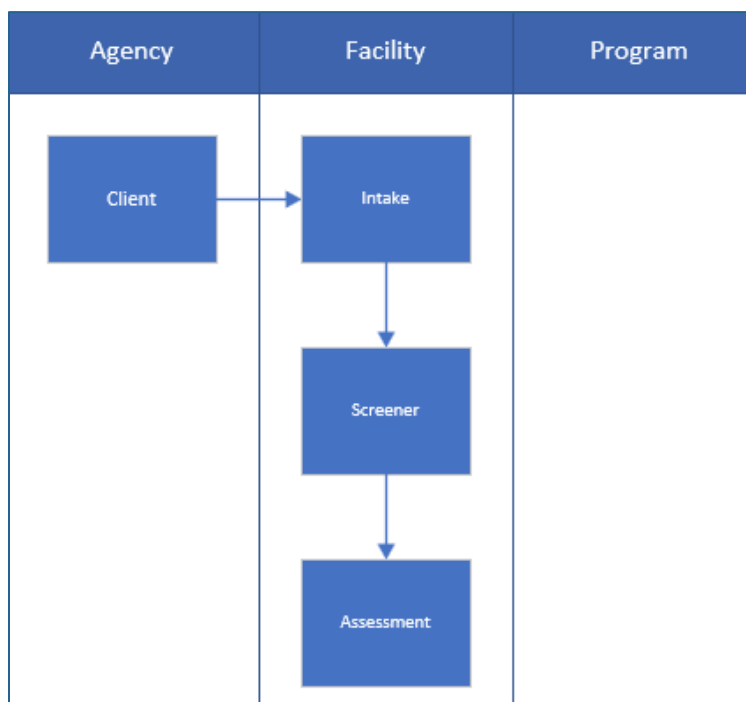 Agency
Facility
Program
Client
Intake
Screener
Assessment